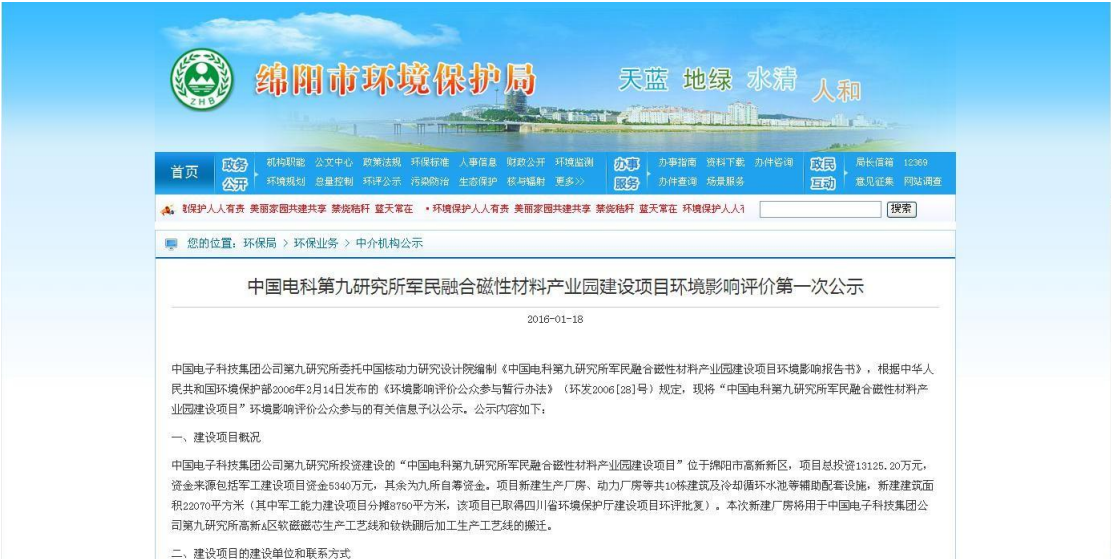 ZHB
绵阳市环境保护局
天蓝 地绿 水清 人和
首页
政务公开
机构职能 公文中心 政策法规 环保标准 人事信息 财政公开 环境监测
环境规划 总量控制 环评公示 污染防治 生态保护 核与辐射 更多>>
办事服务
办事指南 资料下载 办件咨询
办件查询 场景服务
政民互动
局长信箱 12369
意见征集 网站调查
保护人人有责 美丽家园共建共享 禁烧秸秆 蓝天常在 ·环境保护人人有责 美丽家园共建共享 禁烧秸秆 蓝天常在 环境保护人人
搜索
您的位置：环保局 > 环保业务 > 中介机构公示
中国电科第九研究所军民融合磁性材料产业园建设项目环境影响评价第一次公示
2016-01-18
中国电子科技集团公司第九研究所委托中国核动力研究设计院编制《中国电科第九研究所军民融合磁性材料产业园建设项目环境影响报告书》，根据中华人
民共和国环境保护部2006年2月14日发布的《环境影响评价公众参与暂行办法》（环发2006[28]号）规定，现将“中国电科第九研究所军民融合磁性材料产
业园建设项目”环境影响评价公众参与的有关信息予以公示。公示内容如下：
一、建设项目概况
中国电子科技集团公司第九研究所投资建设的“中国电科第九研究所军民融合磁性材料产业园建设项目”位于绵阳市高新新区，项目总投资13125.20万元，
资金来源包括军工建设项目资金5340万元，其余为九所自筹资金。项目新建生产厂房、动力厂房等共10栋建筑及冷却循环水池等辅助配套设施，新建建筑面
积22070平方米（其中军工能力建设项目分摊8750平方米，该项目已取得四川省环境保护厅建设项目环评批复）。本次新建厂房将用于中国电子科技集团公
司第九研究所高新A区软磁磁芯生产工艺线和钕铁硼后加工生产工艺线的搬迁。
二、建设项目的建设单位和联系方式